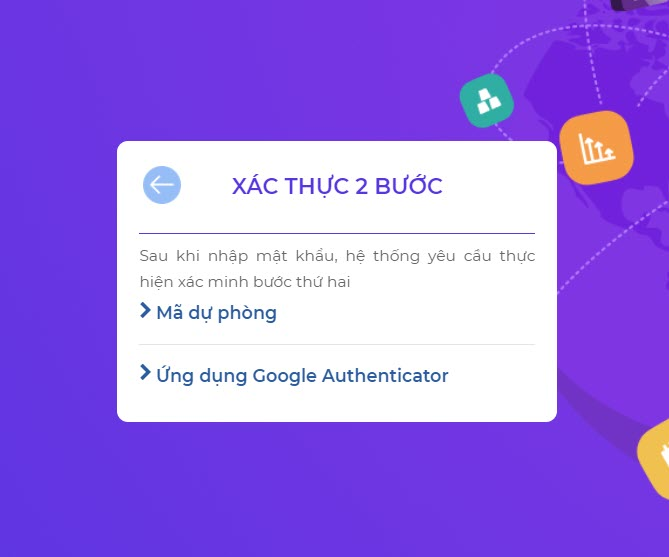 XÁC THỰC 2 BƯỚC
Sau khi nhập mật khẩu, hệ thống yêu cầu thực
hiện xác minh bước thứ hai
Mã dự phòng
Ứng dụng Google Authenticator